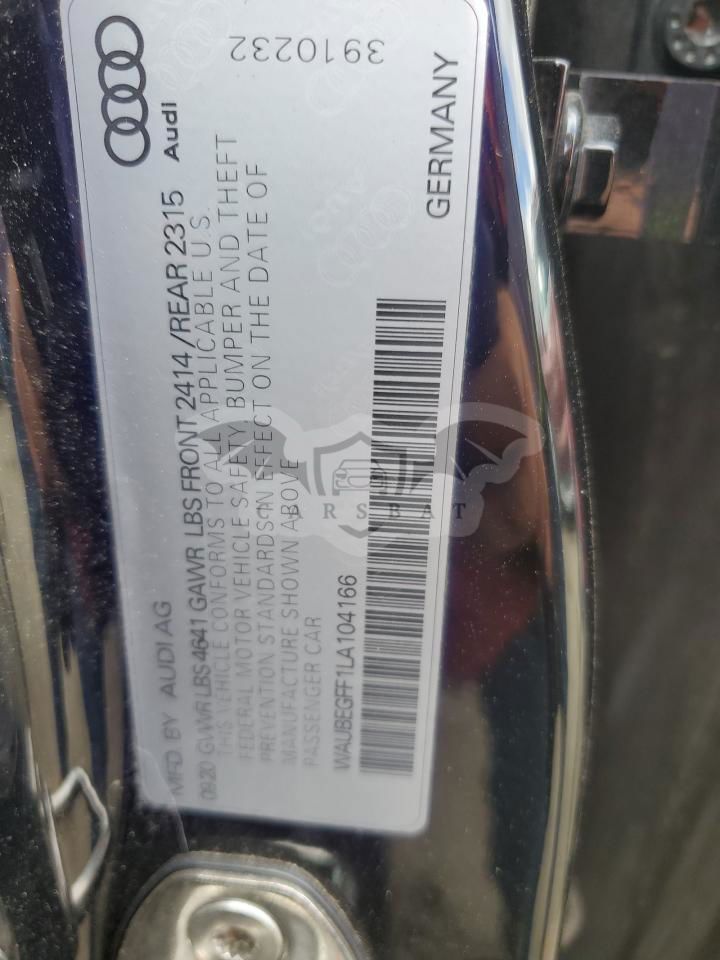 MFD BY AUDI AG
Audi
09.20 GWVR LBS 4641 GAWR LBS FRONT 2414 / REAR 2315
THIS VEHICLE CONFORMS TO ALL APPLICABLE U.S.
FEDERAL MOTOR VEHICLE SAFETY, BUMPER AND THEFT
PREVENTION STANDARDS IN EFFECT ON THE DATE OF
MANUFACTURE SHOWN ABOVE
PASSENGER CAR
WAUBEGFF1LA104166
GERMANY
3910232
BRSBAT